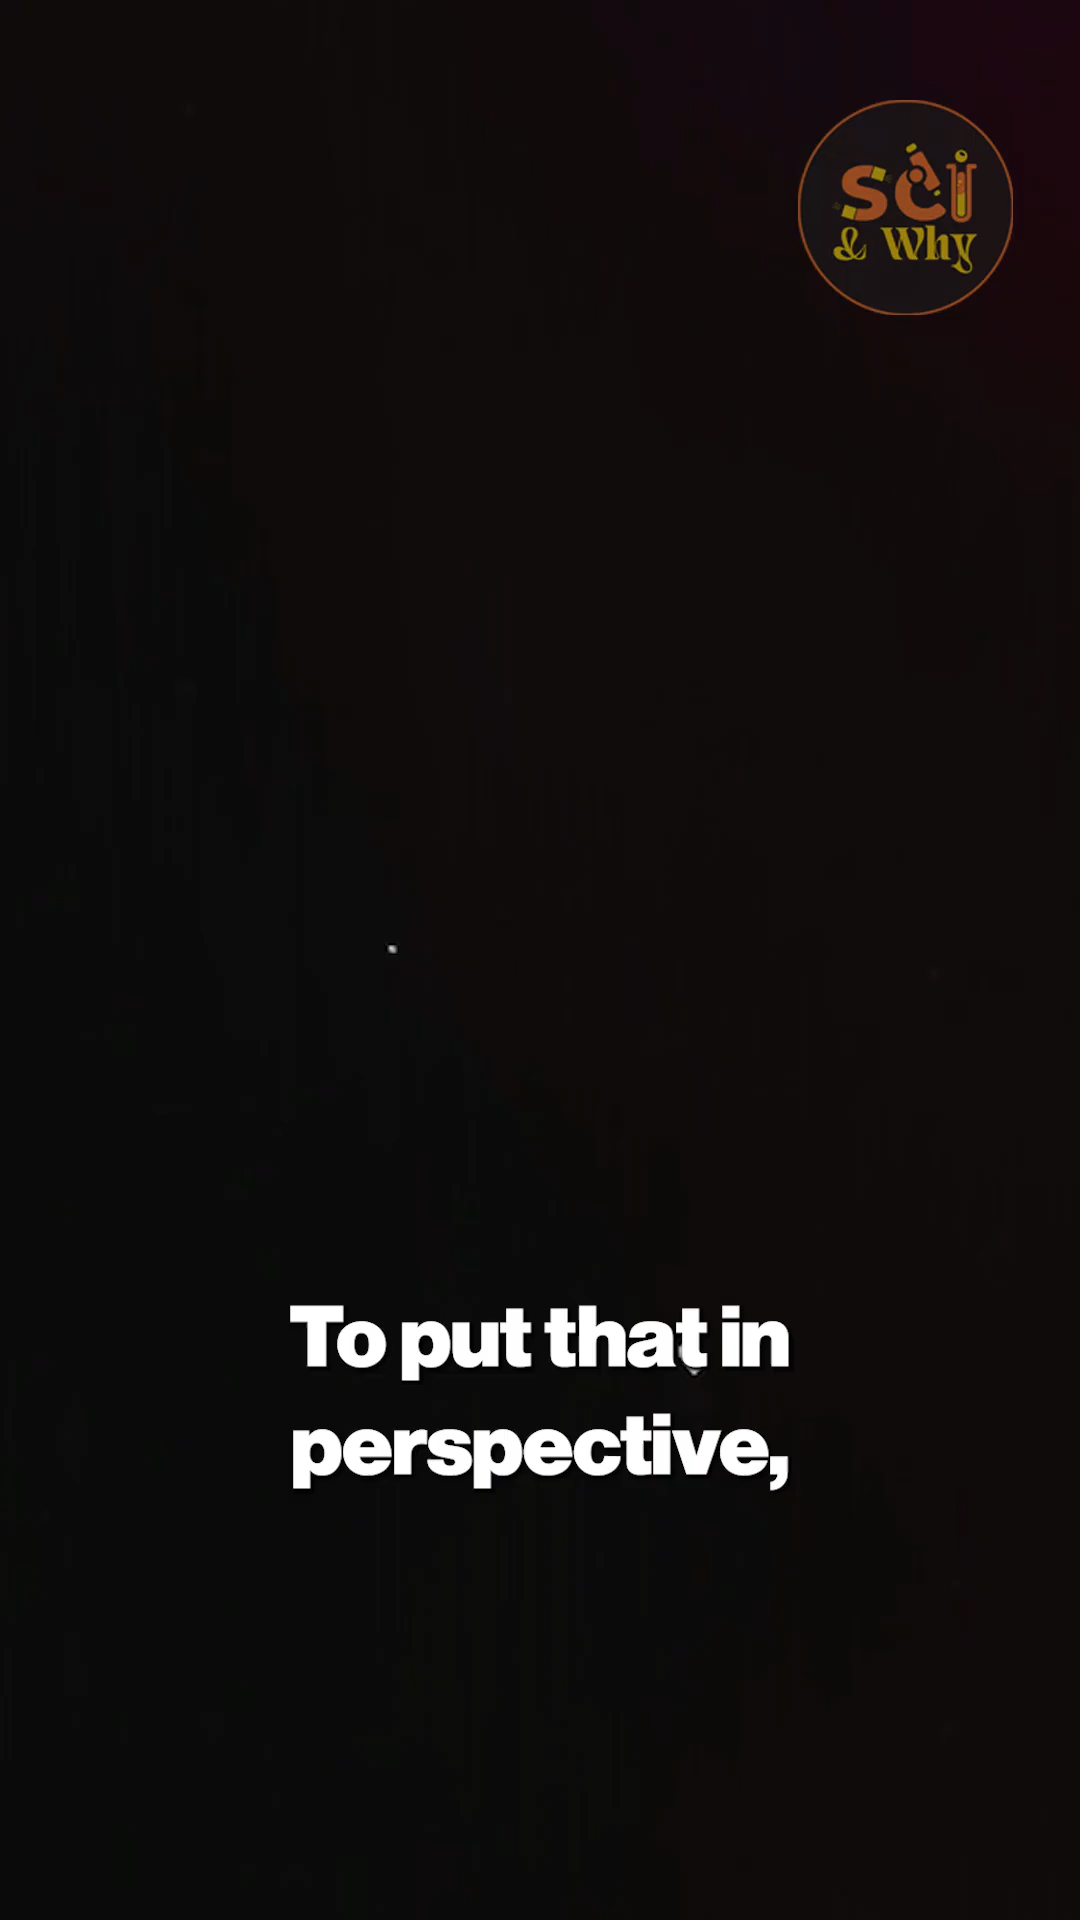 SCI
& Why
To put that in
perspective,